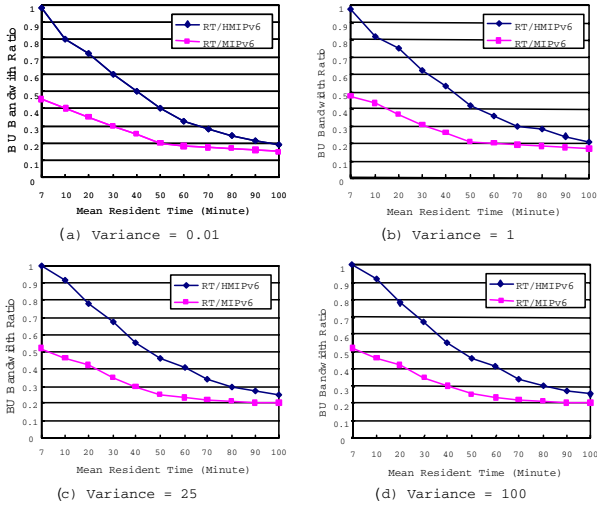 BU Bandwidth Ratio
1
0.9
0.8
0.7
0.6
0.5
0.4
0.3
0.2
0.1
0
RT/HMIPv6
RT/MIPv6
7 10 20 30 40 50 60 70 80 90 100
Mean Resident Time (Minute)
(a) Variance = 0.01
BU Bandwidth Ratio
1
0.9
0.8
0.7
0.6
0.5
0.4
0.3
0.2
0.1
0
RT/HMIPv6
RT/MIPv6
7 10 20 30 40 50 60 70 80 90 100
Mean Resident Time (Minute)
(b) Variance = 1
BU Bandwidth Ratio
1
0.9
0.8
0.7
0.6
0.5
0.4
0.3
0.2
0.1
0
RT/HMIPv6
RT/MIPv6
7 10 20 30 40 50 60 70 80 90 100
Mean Resident Time (Minute)
(c) Variance = 25
BU Bandwidth Ratio
1
0.9
0.8
0.7
0.6
0.5
0.4
0.3
0.2
0.1
0
RT/HMIPv6
RT/MIPv6
7 10 20 30 40 50 60 70 80 90 100
Mean Resident Time (Minute)
(d) Variance = 100